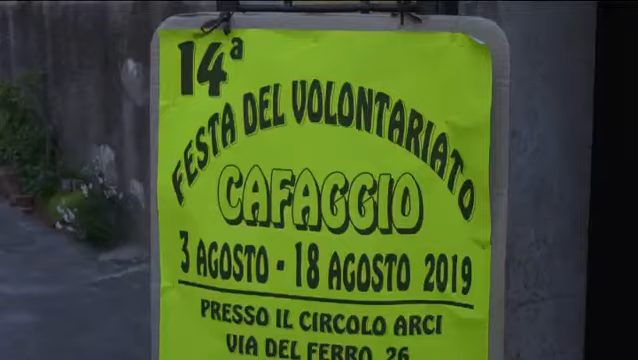 14ª
FESTA DEL VOLONTARIATO
CAFAGGIO
3 AGOSTO - 18 AGOSTO 2019
PRESSO IL CIRCOLO ARCI
VIA DEL FERRO, 26